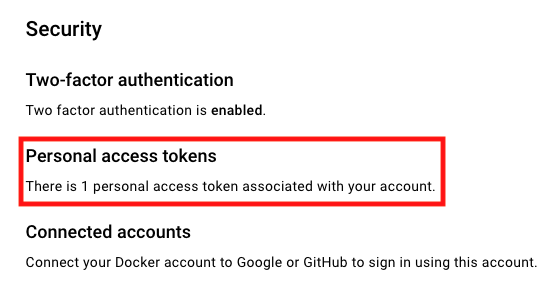 Security
Two-factor authentication
Two factor authentication is enabled.
Personal access tokens
There is 1 personal access token associated with your account.
Connected accounts
Connect your Docker account to Google or GitHub to sign in using this account.